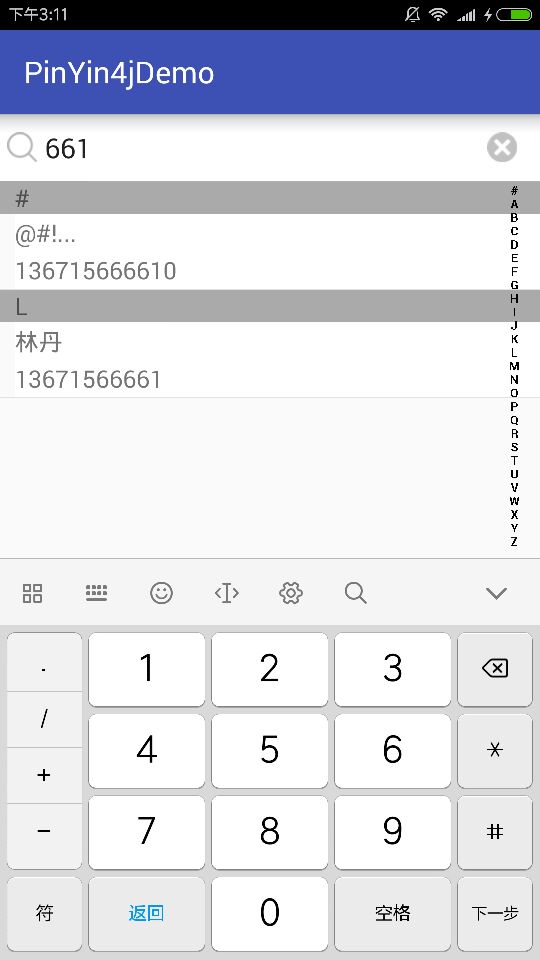 下午3:11
PinYin4jDemo
661
#
@#!...
136715666610
L
林丹
13671566661
#
A
B
C
D
E
F
G
H
I
J
K
L
M
N
O
P
Q
R
S
T
U
V
W
X
Y
Z
. 1 2 3
/ 4 5 6 *
+
− 7 8 9 #
符 返回 0 空格 下一步